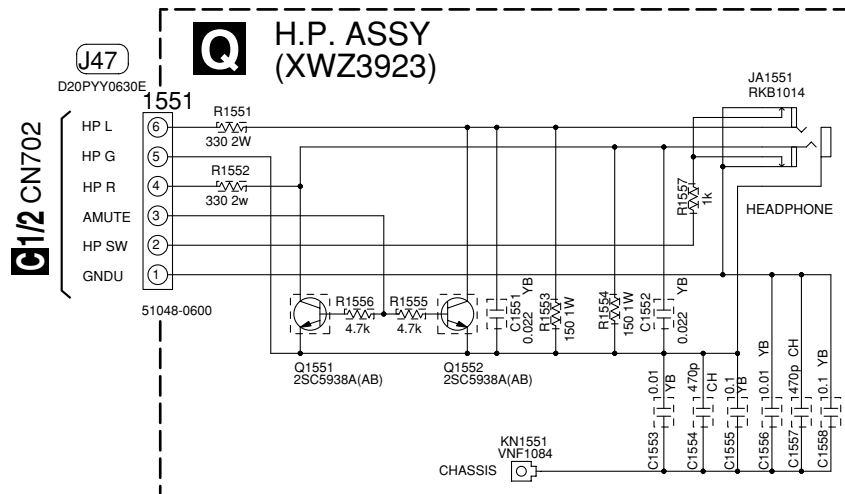 Q
H.P. ASSY
(XWZ3923)
J47
D20PYY0630E
1551
C1/2 CN702
HP L
6
HP G
5
HP R
4
AMUTE
3
HP SW
2
GNDU
1
51048-0600
R1551
330 2W
R1552
330 2w
JA1551
RKB1014
HEADPHONE
R1557
1k
R1556
4.7k
R1555
4.7k
Q1551
2SC5938A(AB)
Q1552
2SC5938A(AB)
C1551
0.022
YB
R1553
150 1W
R1554
150 1W
C1552
0.022
YB
C1553
0.01
YB
C1554
470p
CH
C1555
0.1
YB
C1556
0.01 YB
C1557
470p CH
C1558
0.1 YB
KN1551
VNF1084
CHASSIS